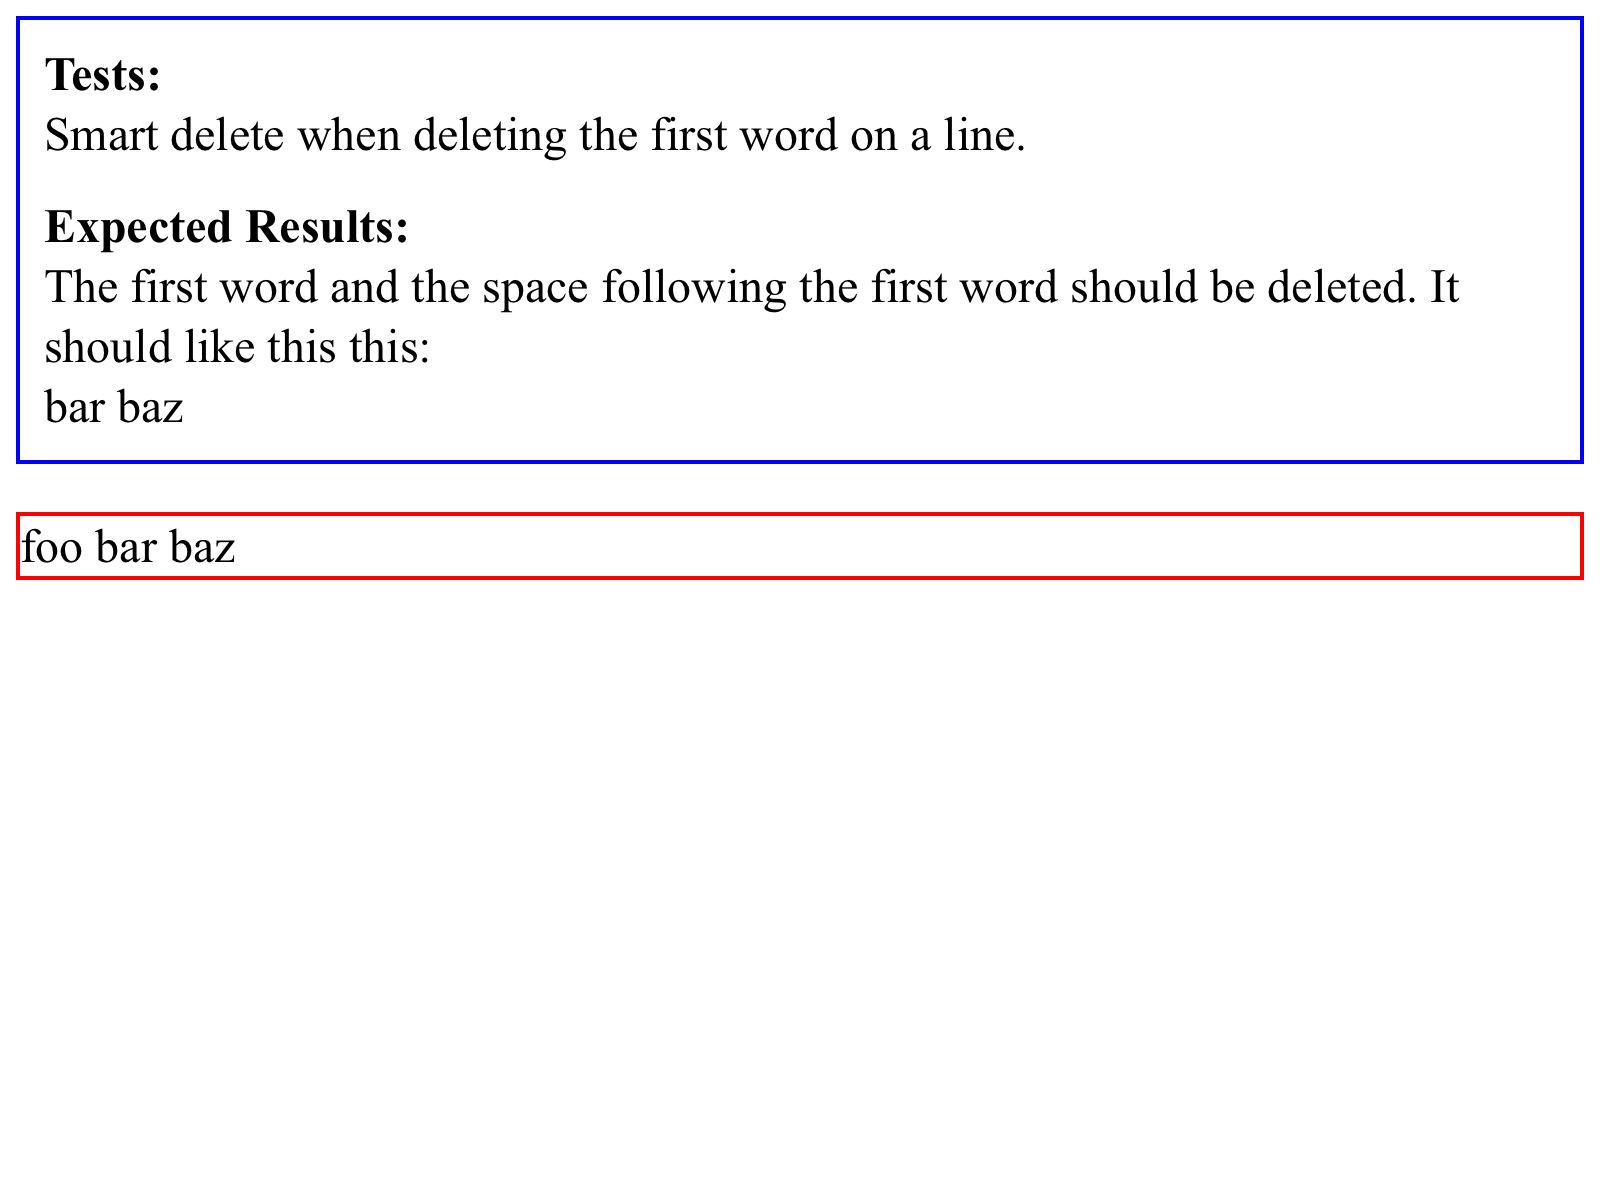 Tests:
Smart delete when deleting the first word on a line.
Expected Results:
The first word and the space following the first word should be deleted. It
should like this this:
bar baz
foo bar baz